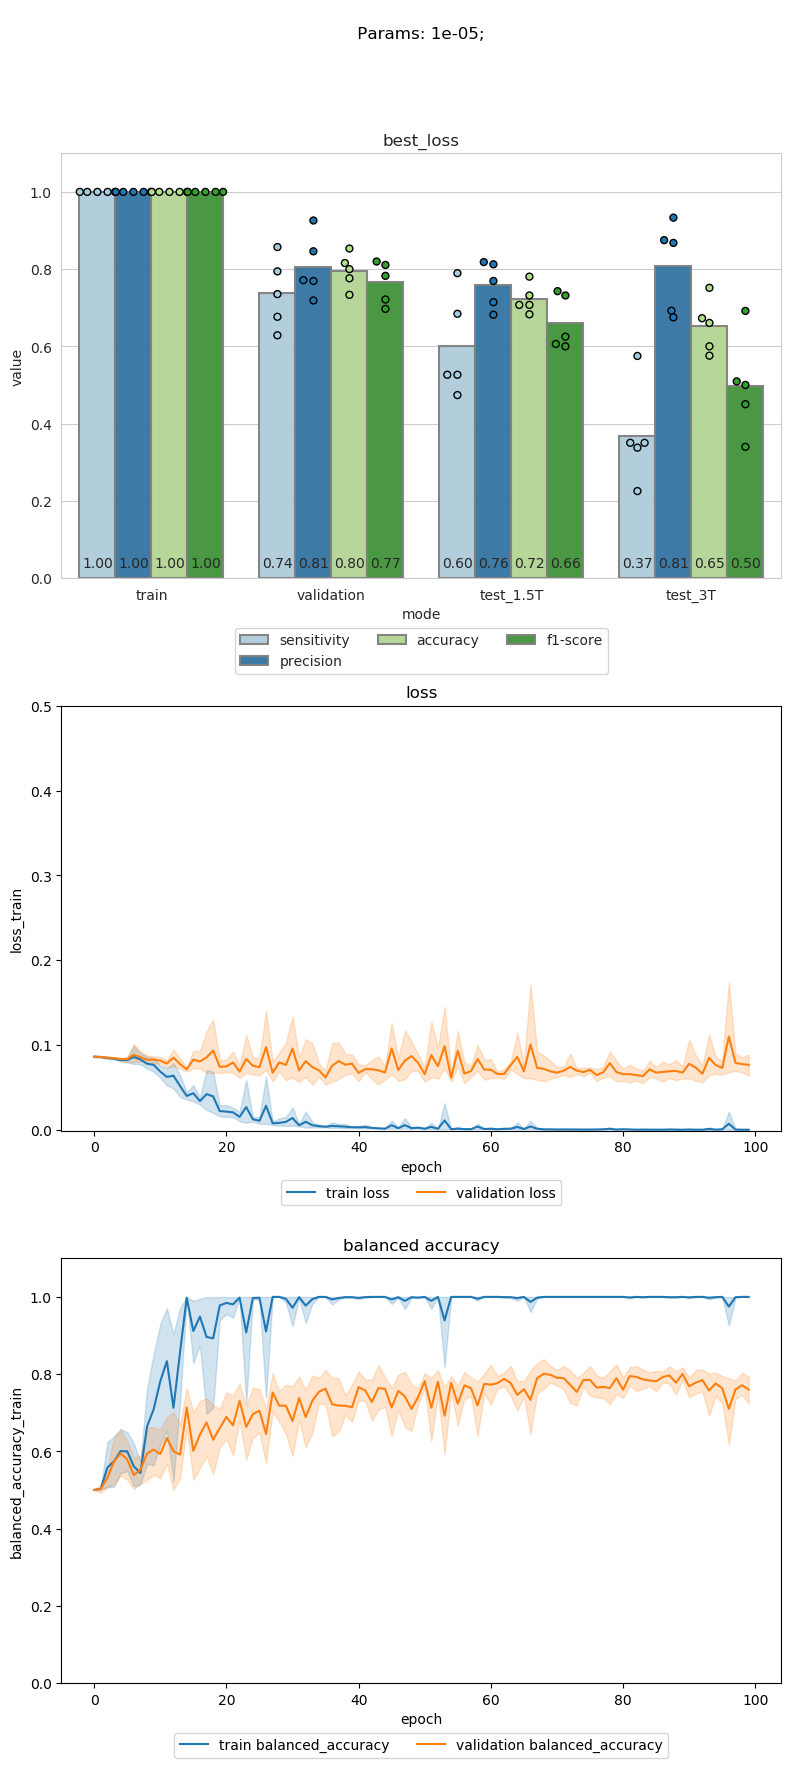 Params: 1e-05;
best_loss
1.0
0.8
0.6
0.4
0.2
0.0
value
1.00 1.00 1.00 1.00 0.74 0.81 0.80 0.77 0.60 0.76 0.72 0.66 0.37 0.81 0.65 0.50
train validation test_1.5T test_3T
mode
sensitivity accuracy f1-score
precision
loss
0.5
0.4
0.3
0.2
0.1
0.0
loss_train
0 20 40 60 80 100
epoch
train loss validation loss
balanced accuracy
1.0
0.8
0.6
0.4
0.2
0.0
balanced_accuracy_train
0 20 40 60 80 100
epoch
train balanced_accuracy validation balanced_accuracy